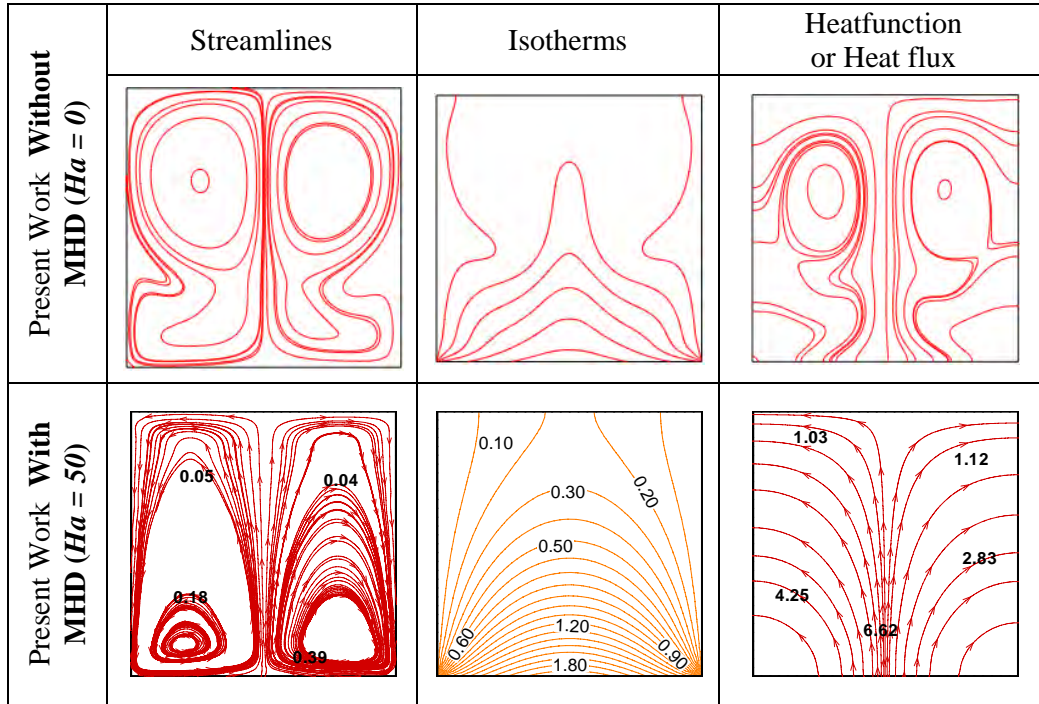 Streamlines
Isotherms
Heatfunction
or Heat flux
Present Work Without
MHD (Ha = 0)
Present Work With
MHD (Ha = 50)
0.05
0.04
0.18
0.39
0.10
0.20
0.30
0.50
0.60
1.20
0.90
1.80
1.03
1.12
2.83
4.25
6.62